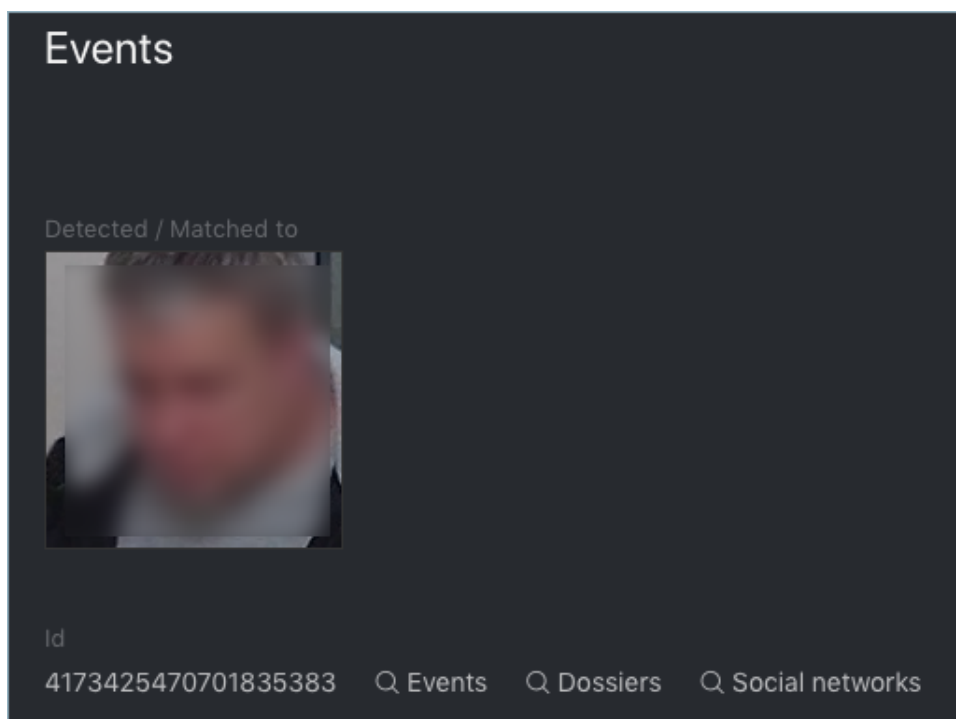 Events
Detected / Matched to
Id
4173425470701835383 Events Dossiers Social networks